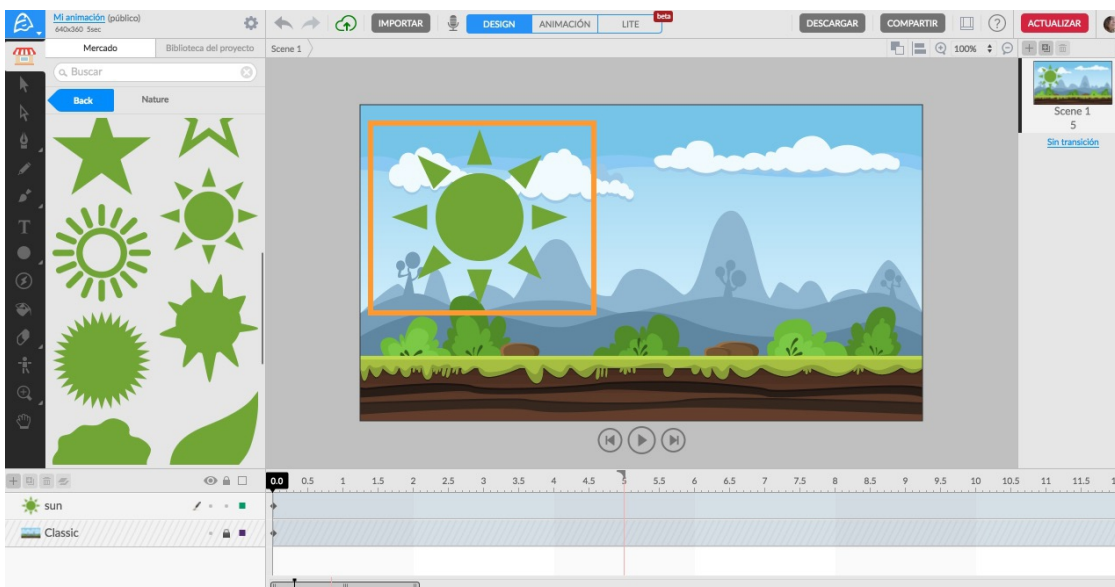 Mi animación (público)
640x360 5sec
IMPORTAR
DESIGN
ANIMACIÓN
LITE
beta
DESCARGAR
COMPARTIR
?
ACTUALIZAR
Mercado
Biblioteca del proyecto
Scene 1
100%
Buscar
Back
Nature
T
Scene 1
5
Sin transición
0.0 0.5 1 1.5 2 2.5 3 3.5 4 4.5 5 5.5 6 6.5 7 7.5 8 8.5 9 9.5 10 10.5 11 11.5
sun
Classic